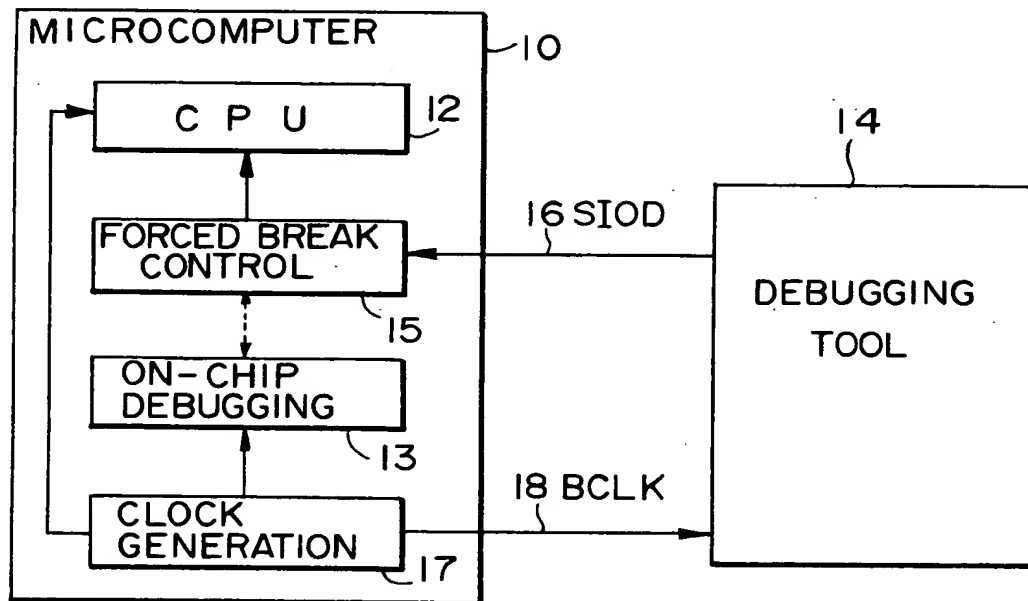 MICROCOMPUTER
10
CPU
12
14
16 SIOD
FORCED BREAK
CONTROL
15
DEBUGGING
TOOL
ON-CHIP
DEBUGGING
13
18 BCLK
CLOCK
GENERATION
17